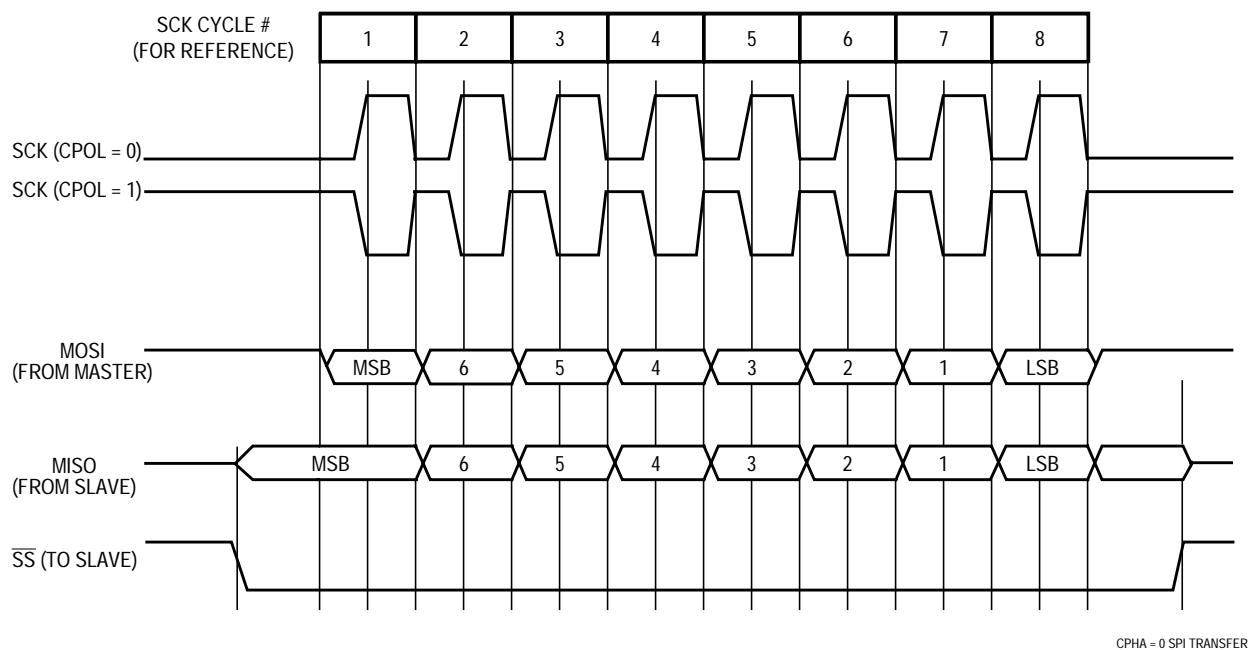 SCK CYCLE #
(FOR REFERENCE)
1 2 3 4 5 6 7 8
SCK (CPOL = 0)
SCK (CPOL = 1)
MOSI
(FROM MASTER)
MSB 6 5 4 3 2 1 LSB
MISO
(FROM SLAVE)
MSB 6 5 4 3 2 1 LSB
S̅S̅ (TO SLAVE)
CPHA = 0 SPI TRANSFER